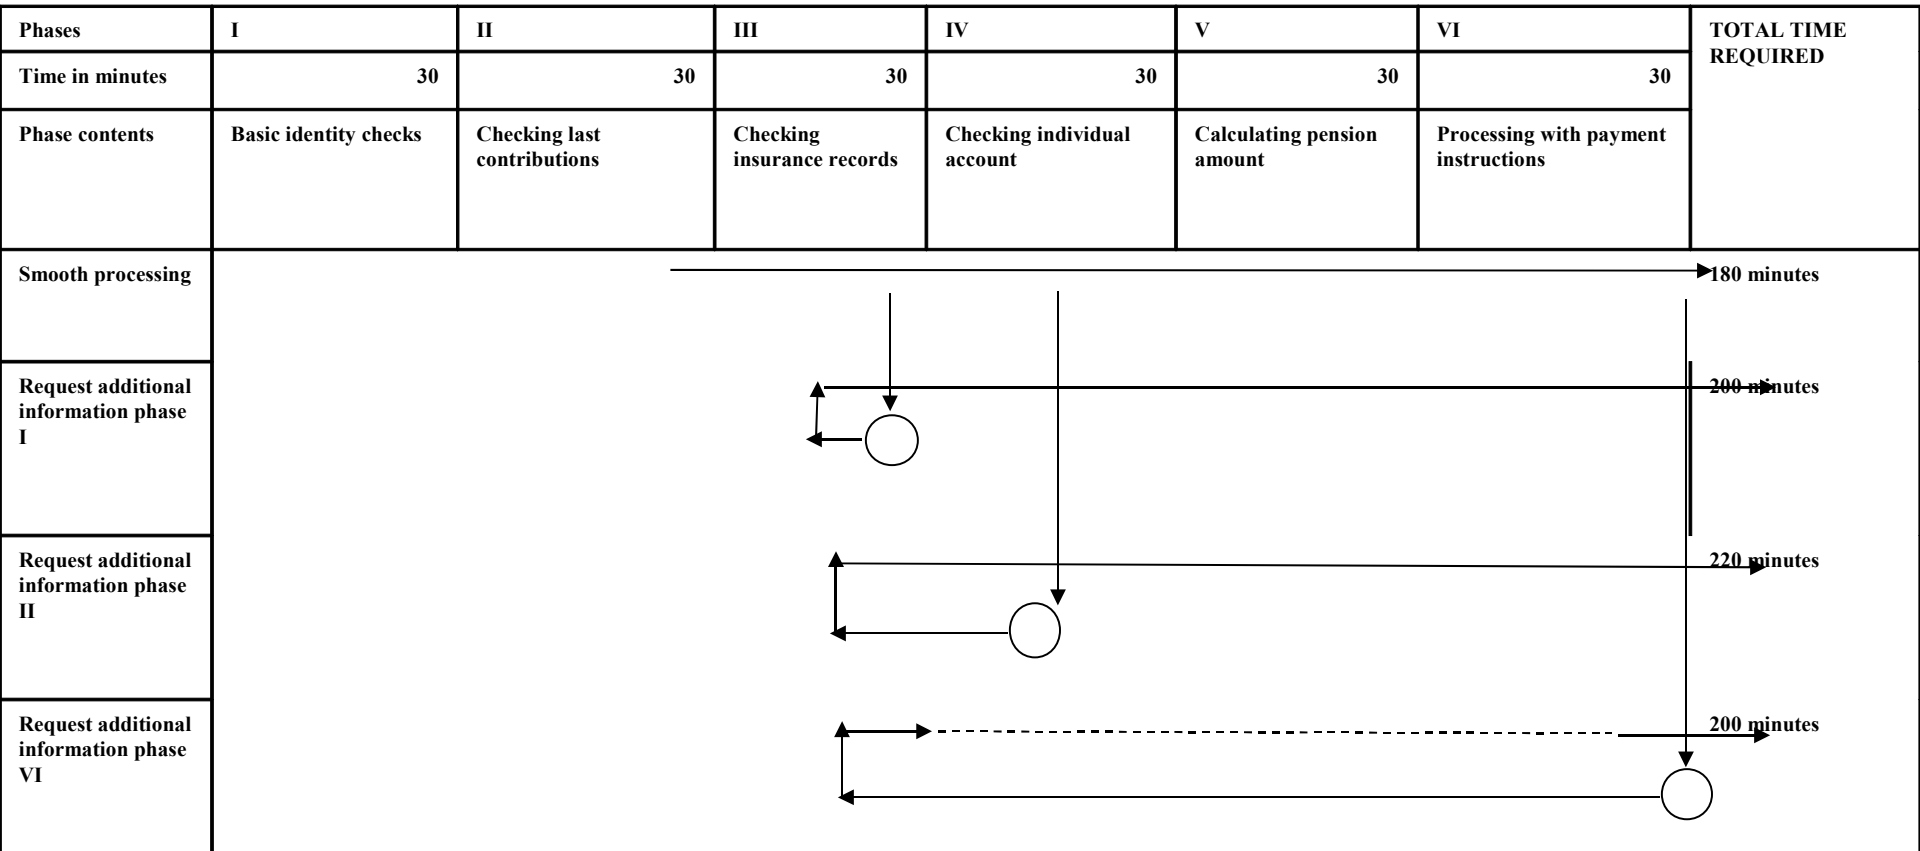 Phases
I
II
III
IV
V
VI
TOTAL TIME
REQUIRED
Time in minutes
30
30
30
30
30
30
Phase contents
Basic identity checks
Checking last
contributions
Checking
insurance records
Checking individual
account
Calculating pension
amount
Processing with payment
instructions
Smooth processing
180 minutes
Request additional
information phase
I
200 minutes
Request additional
information phase
II
220 minutes
Request additional
information phase
VI
200 minutes